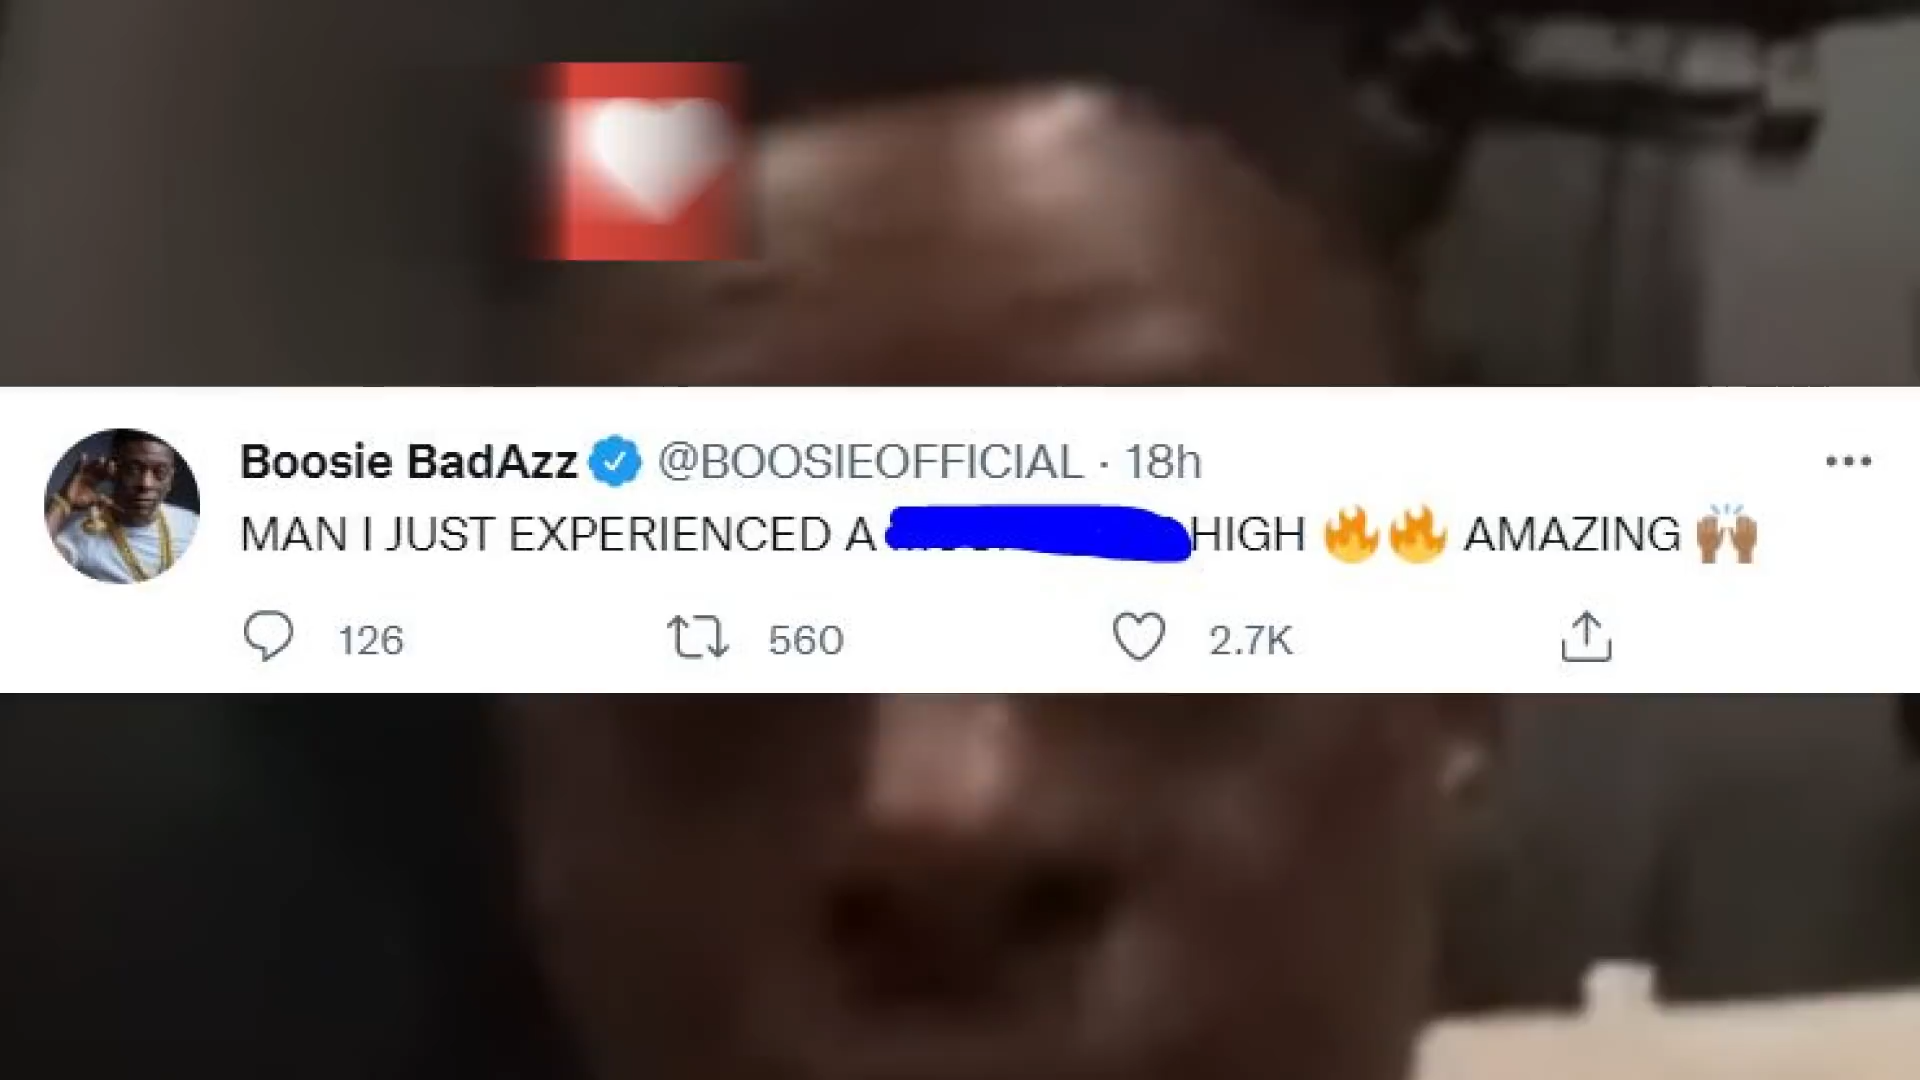 Boosie BadAzz @BOOSIEOFFICIAL · 18h
MAN I JUST EXPERIENCED A HIGH 🔥🔥 AMAZING 🙌🏽
126 560 2.7K